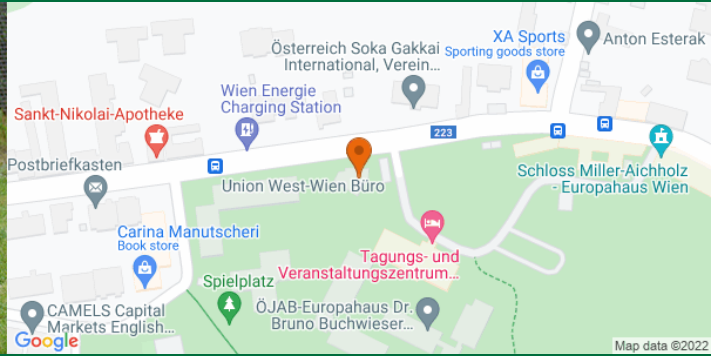 XA Sports
Sporting goods store
Anton Esterak
Österreich Soka Gakkai
International, Verein...
Wien Energie
Charging Station
Sankt-Nikolai-Apotheke
223
Postbriefkasten
Union West-Wien Büro
Schloss Miller-Aichholz
- Europahaus Wien
Carina Manutscheri
Book store
Tagungs- und
Veranstaltungszentrum...
Spielplatz
ÖJAB-Europahaus Dr.
Bruno Buchwieser...
CAMELS Capital
Markets English...
Google
Map data ©2022